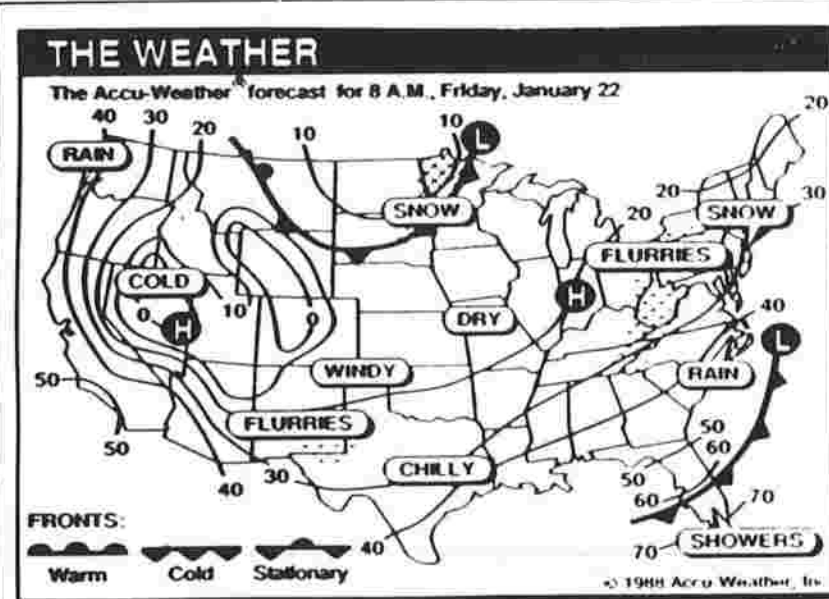 THE WEATHER
The Accu-Weather® forecast for 8 A.M., Friday, January 22
40 30 20 10 10 L 20
RAIN
20 30
SNOW SNOW
20
FLURRIES
COLD
0 H 10 0 H
DRY
40
L
WINDY
50 RAIN
FLURRIES
50 50
60
CHILLY
50
40 30 60 70
FRONTS:
40 70 SHOWERS
Warm Cold Stationary
© 1988 Accu-Weather, In